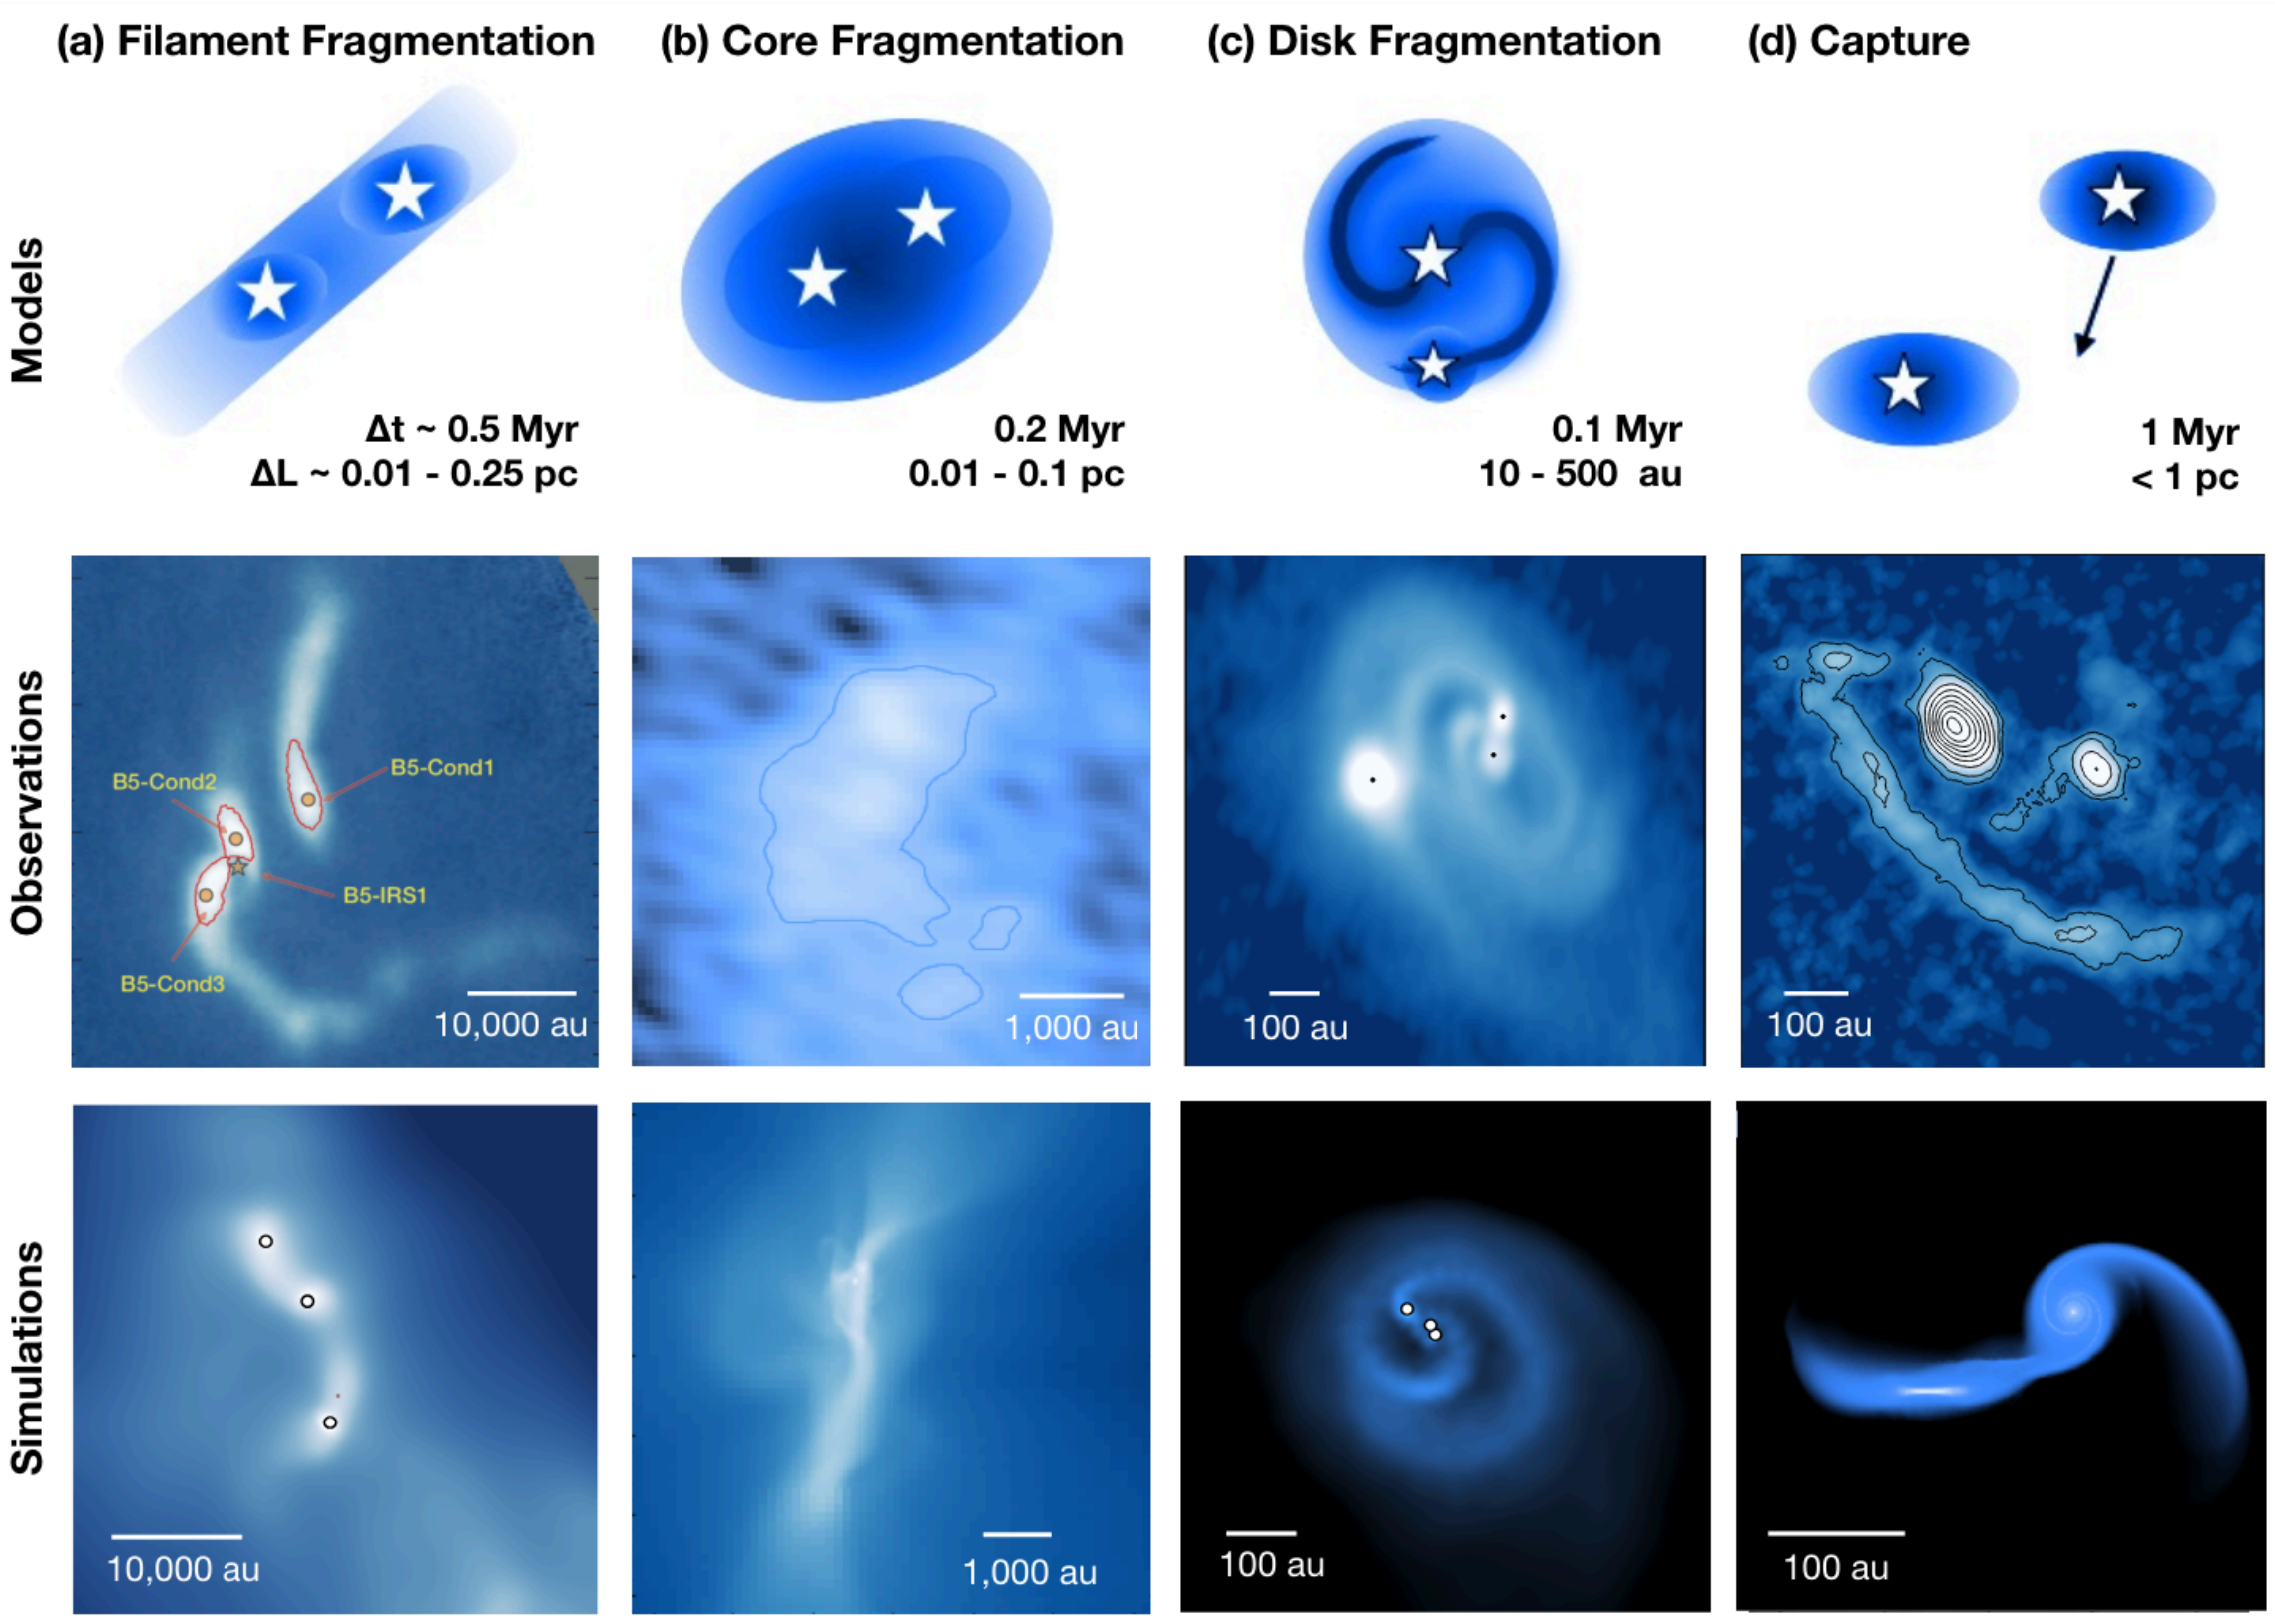 (a) Filament Fragmentation
(b) Core Fragmentation
(c) Disk Fragmentation
(d) Capture
Models
Δt ~ 0.5 Myr
ΔL ~ 0.01 - 0.25 pc
0.2 Myr
0.01 - 0.1 pc
0.1 Myr
10 - 500 au
1 Myr
< 1 pc
Observations
B5-Cond1
B5-Cond2
B5-IRS1
B5-Cond3
10,000 au
1,000 au
100 au
100 au
Simulations
10,000 au
1,000 au
100 au
100 au